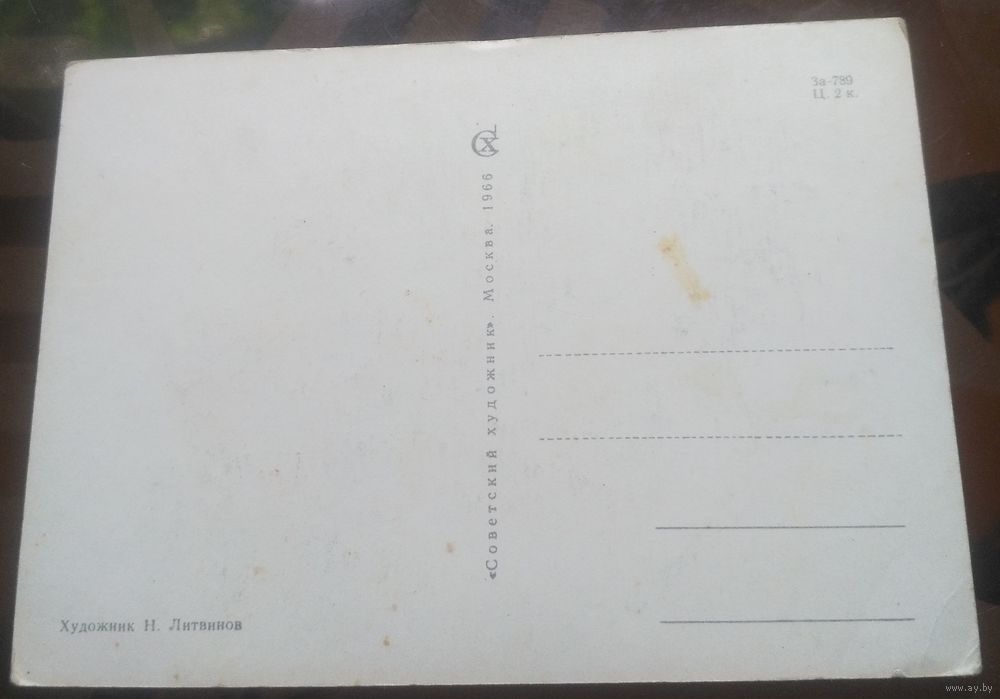 За-789
Ц. 2 к.
«Советский художник». Москва. 1966
Художник Н. Литвинов
www.ay.by